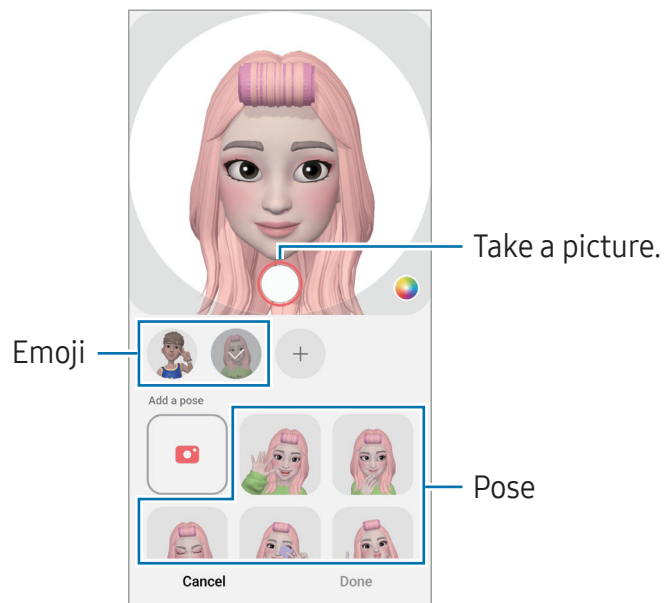 Take a picture.
Emoji
Add a pose
Pose
Cancel
Done